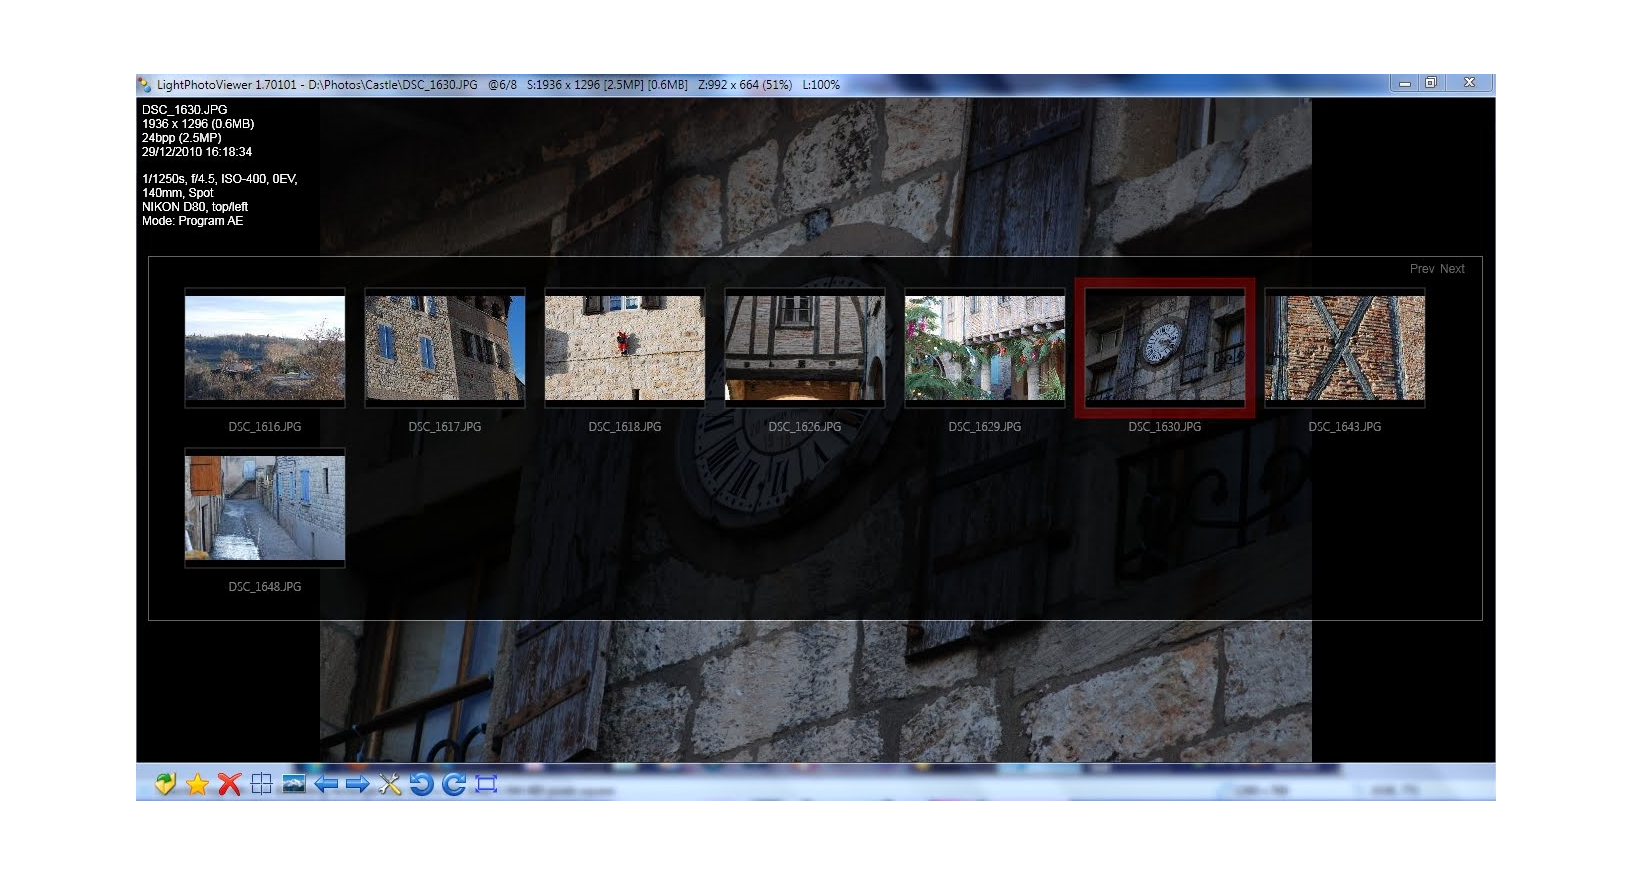 LightPhotoViewer 1.70101 - D:\Photos\Castle\DSC_1630.JPG @6/8 S:1936 x 1296 [2.5MP] [0.6MB] Z:992 x 664 (51%) L:100%
DSC_1630.JPG
1936 x 1296 (0.6MB)
24bpp (2.5MP)
29/12/2010 16:18:34
1/1250s, f/4.5, ISO-400, 0EV,
140mm, Spot
NIKON D80, top/left
Mode: Program AE
Prev Next
DSC_1616.JPG DSC_1617.JPG DSC_1618.JPG DSC_1626.JPG DSC_1629.JPG DSC_1630.JPG DSC_1643.JPG
DSC_1648.JPG